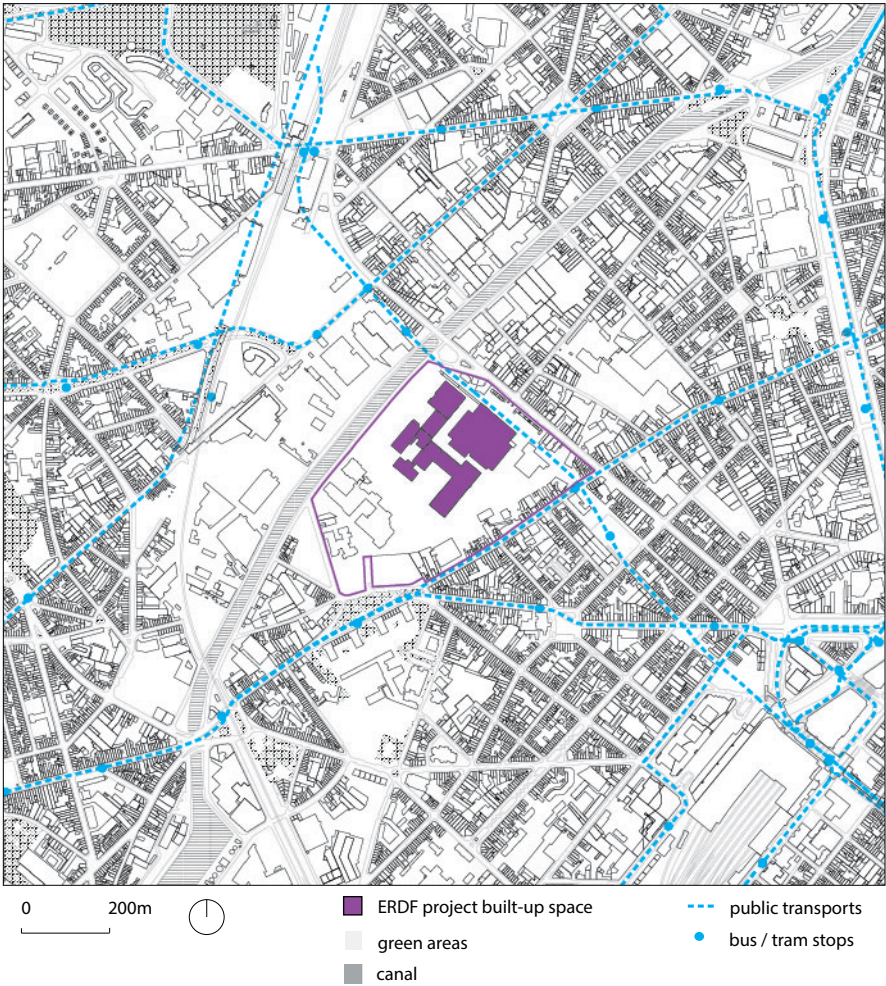 0 200m
ERDF project built-up space
green areas
canal
public transports
bus / tram stops